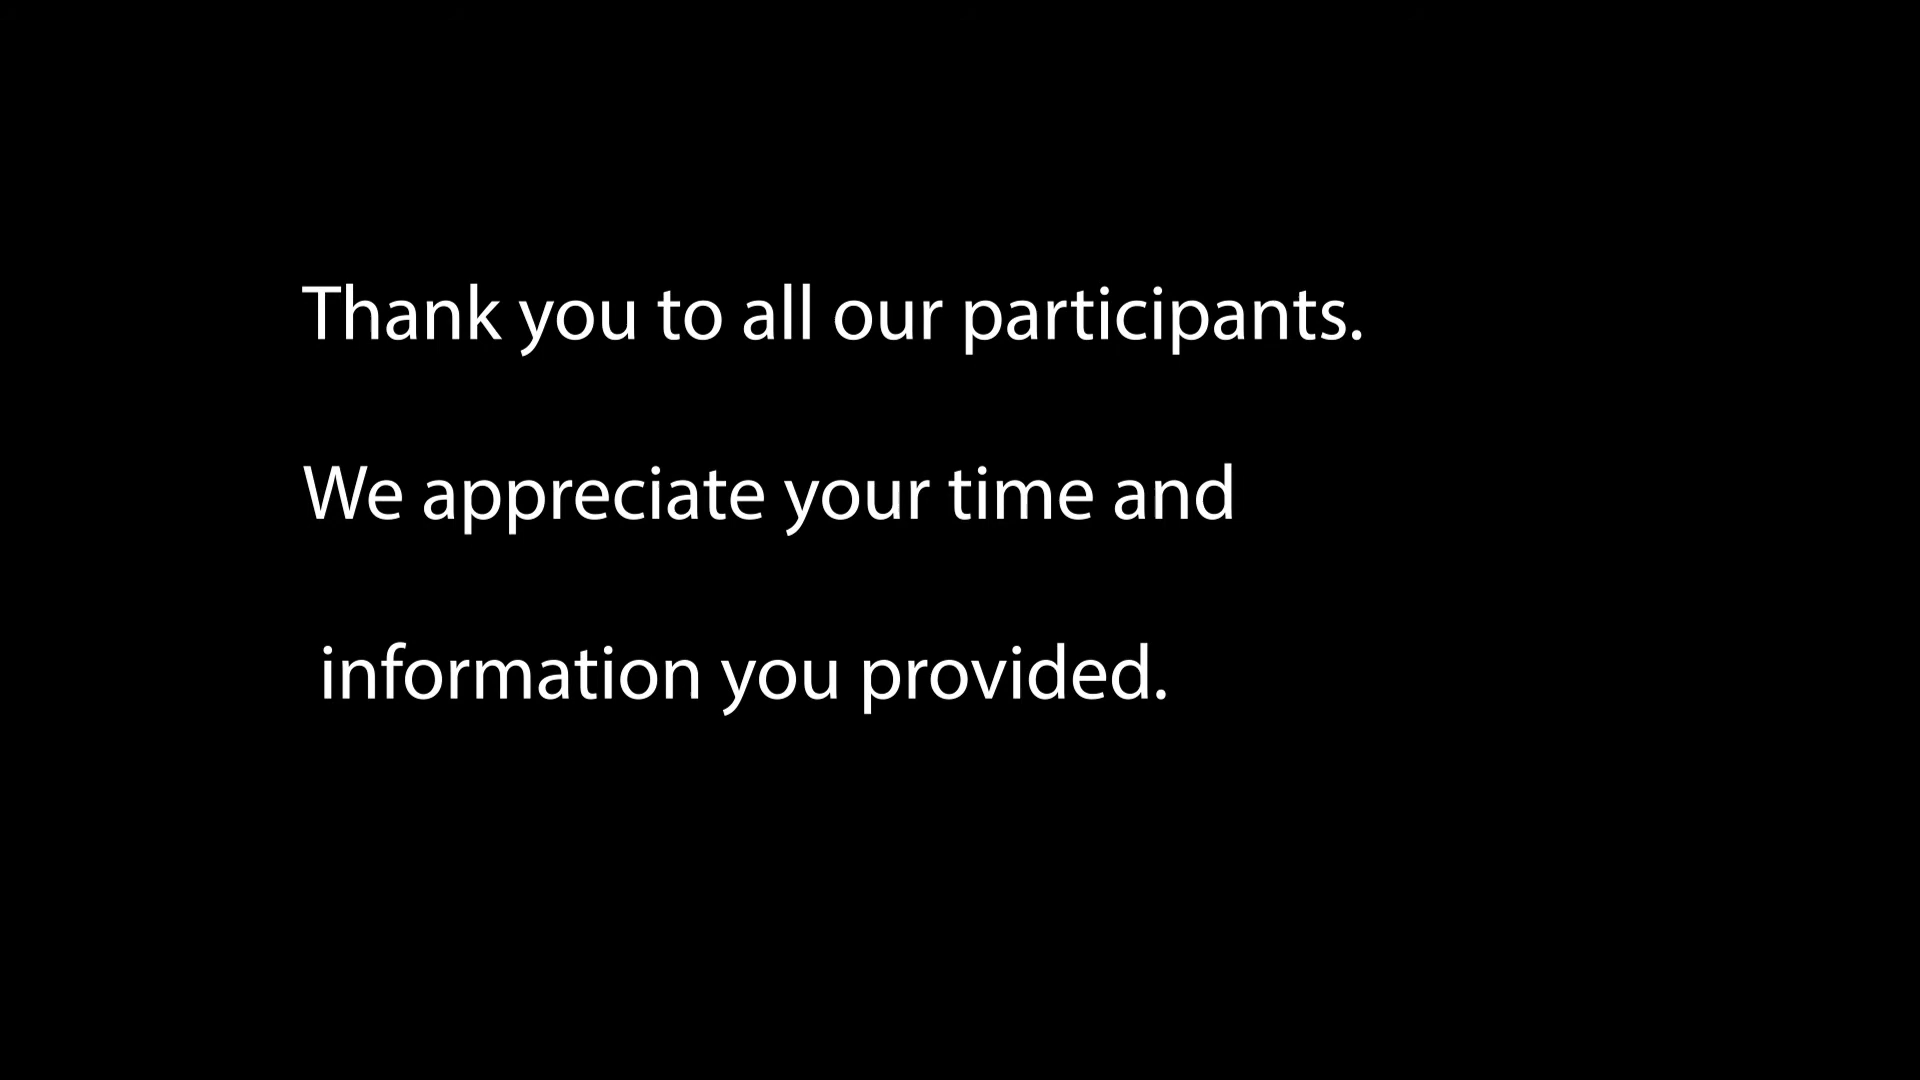 Thank you to all our participants.
We appreciate your time and
information you provided.